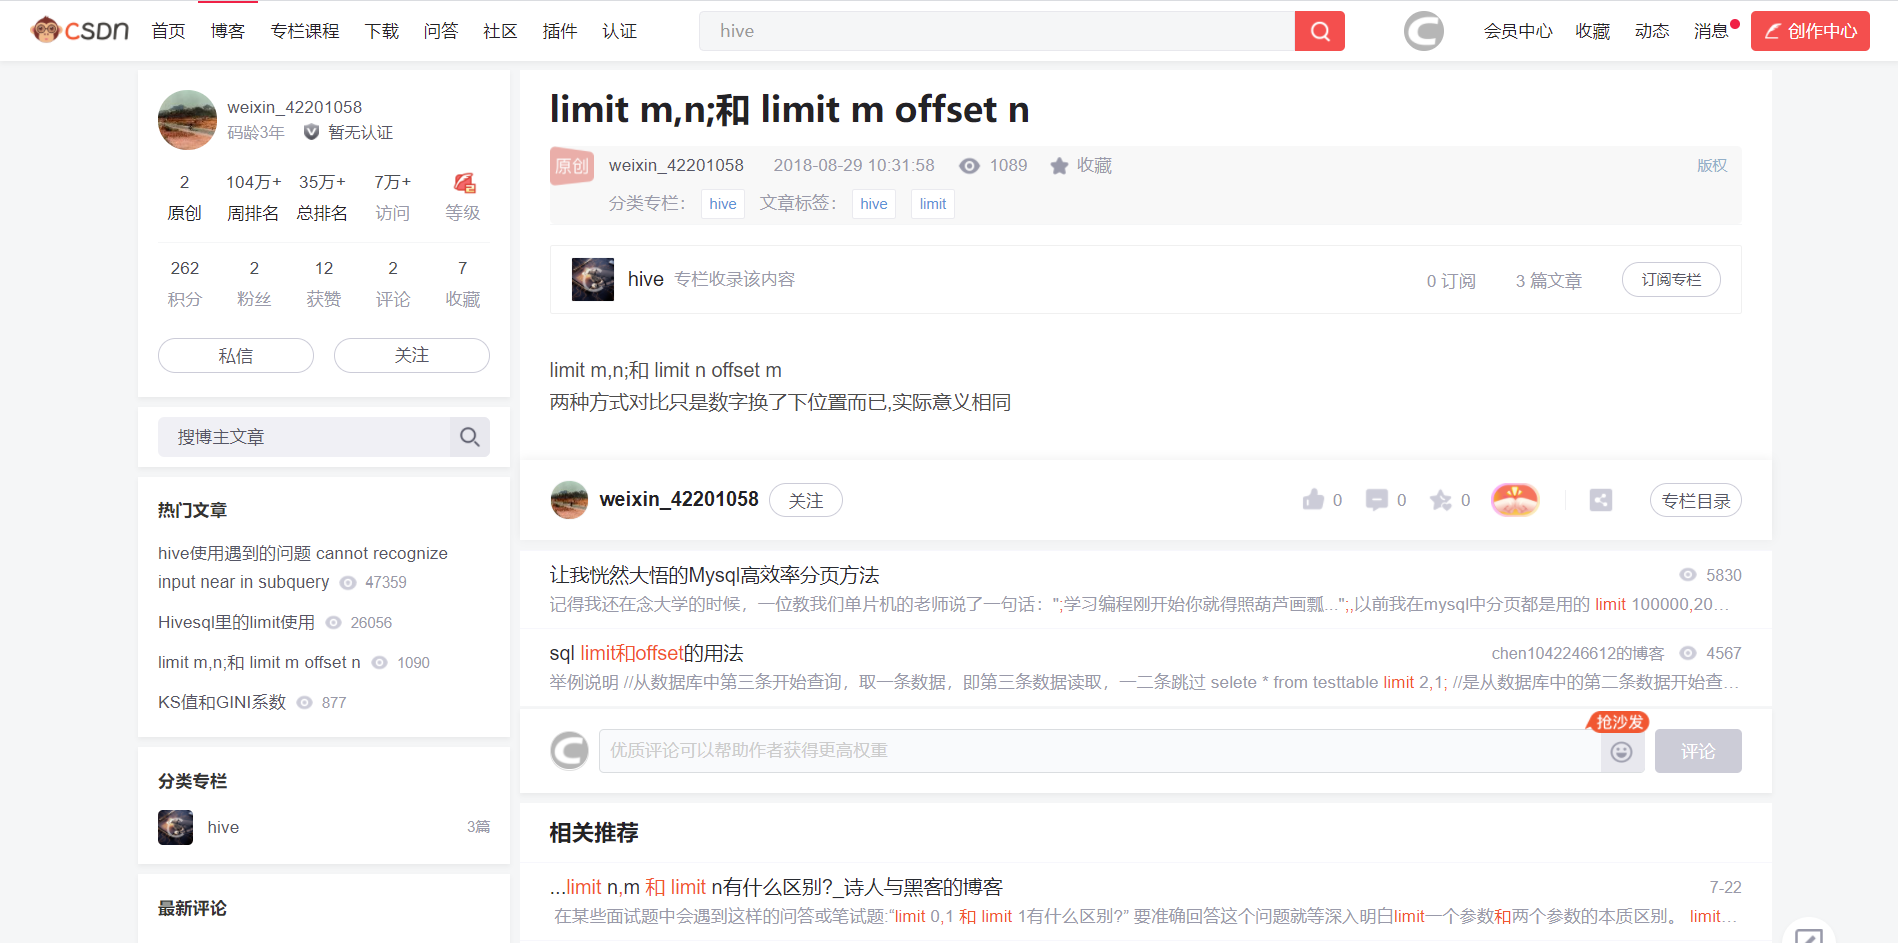 CSDN 首页 博客 专栏课程 下载 问答 社区 插件 认证 hive 会员中心 收藏 动态 消息 创作中心
weixin_42201058
码龄3年 暂无认证
2 104万+ 35万+ 7万+
原创 周排名 总排名 访问 等级
262 2 12 2 7
积分 粉丝 获赞 评论 收藏
私信 关注
搜博主文章
热门文章
hive使用遇到的问题 cannot recognize
input near in subquery 47359
Hivesql里的limit使用 26056
limit m,n;和 limit m offset n 1090
KS值和GINI系数 877
分类专栏
hive 3篇
最新评论
limit m,n;和 limit m offset n
原创 weixin_42201058 2018-08-29 10:31:58 1089 收藏 版权
分类专栏： hive 文章标签： hive limit
hive 专栏收录该内容 0 订阅 3 篇文章 订阅专栏
limit m,n;和 limit n offset m
两种方式对比只是数字换了下位置而已,实际意义相同
weixin_42201058 关注 0 0 0 专栏目录
让我恍然大悟的Mysql高效率分页方法 5830
记得我还在念大学的时候，一位教我们单片机的老师说了一句话：";学习编程刚开始你就得照葫芦画瓢...";,以前我在mysql中分页都是用的 limit 100000,20…
sql limit和offset的用法 chen1042246612的博客 4567
举例说明 //从数据库中第三条开始查询，取一条数据，即第三条数据读取，一二条跳过 selete * from testtable limit 2,1; //是从数据库中的第二条数据开始查…
抢沙发
优质评论可以帮助作者获得更高权重 评论
相关推荐
...limit n,m 和 limit n有什么区别?_诗人与黑客的博客 7-22
在某些面试题中会遇到这样的问答或笔试题:“limit 0,1 和 limit 1有什么区别?” 要准确回答这个问题就等深入明白limit一个参数和两个参数的本质区别。 limit…